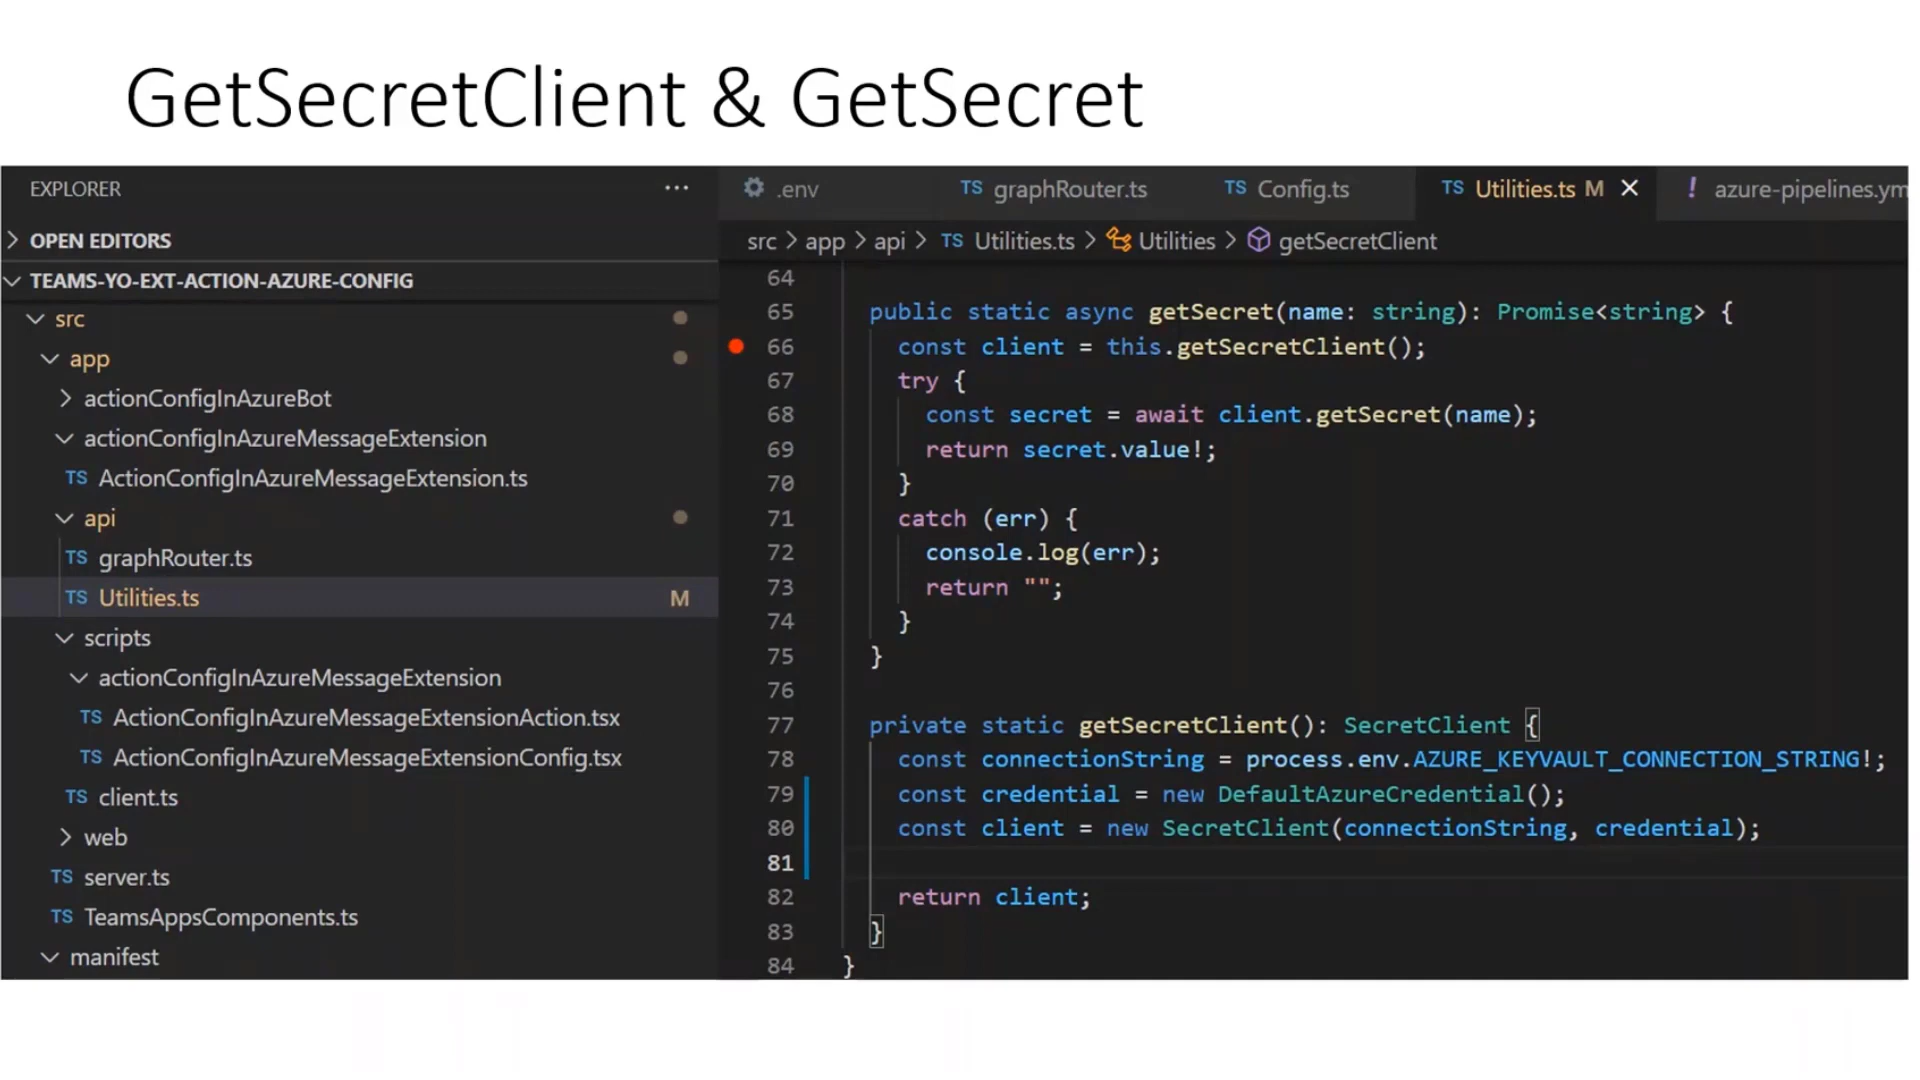 GetSecretClient & GetSecret
EXPLORER
OPEN EDITORS
TEAMS-YO-EXT-ACTION-AZURE-CONFIG
src
app
actionConfigInAzureBot
actionConfigInAzureMessageExtension
TS ActionConfigInAzureMessageExtension.ts
api
TS graphRouter.ts
TS Utilities.ts M
scripts
actionConfigInAzureMessageExtension
TS ActionConfigInAzureMessageExtensionAction.tsx
TS ActionConfigInAzureMessageExtensionConfig.tsx
TS client.ts
web
TS server.ts
TS TeamsAppsComponents.ts
manifest
.env TS graphRouter.ts TS Config.ts TS Utilities.ts M ! azure-pipelines.ym
src > app > api > TS Utilities.ts > Utilities > getSecretClient
64
65 public static async getSecret(name: string): Promise<string> {
66 const client = this.getSecretClient();
67 try {
68 const secret = await client.getSecret(name);
69 return secret.value!;
70 }
71 catch (err) {
72 console.log(err);
73 return "";
74 }
75 }
76
77 private static getSecretClient(): SecretClient {
78 const connectionString = process.env.AZURE_KEYVAULT_CONNECTION_STRING!;
79 const credential = new DefaultAzureCredential();
80 const client = new SecretClient(connectionString, credential);
81
82 return client;
83 }
84 }